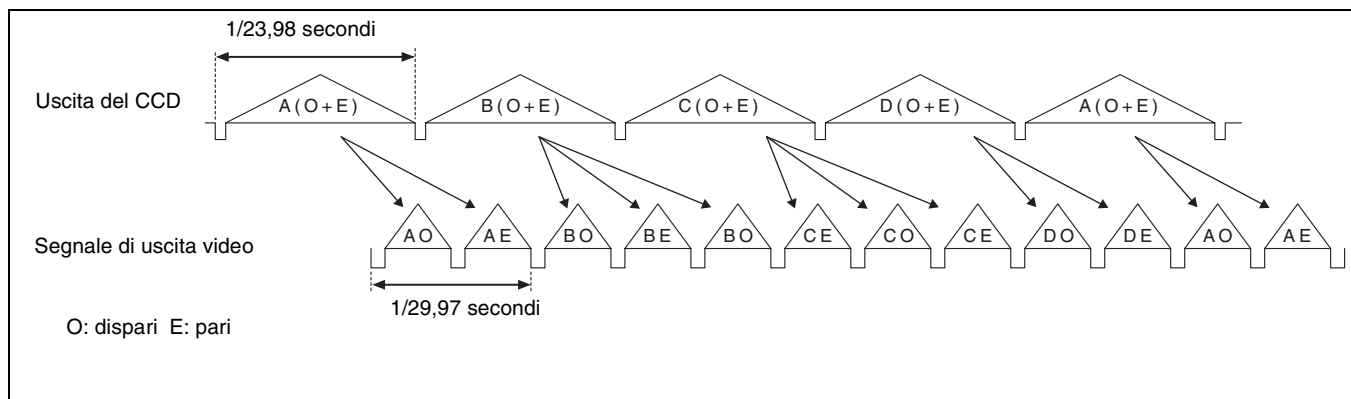 1/23,98 secondi
Uscita del CCD
A(O+E) B(O+E) C(O+E) D(O+E) A(O+E)
Segnale di uscita video
AO AE BO BE BO CE CO CE DO DE AO AE
1/29,97 secondi
O: dispari E: pari